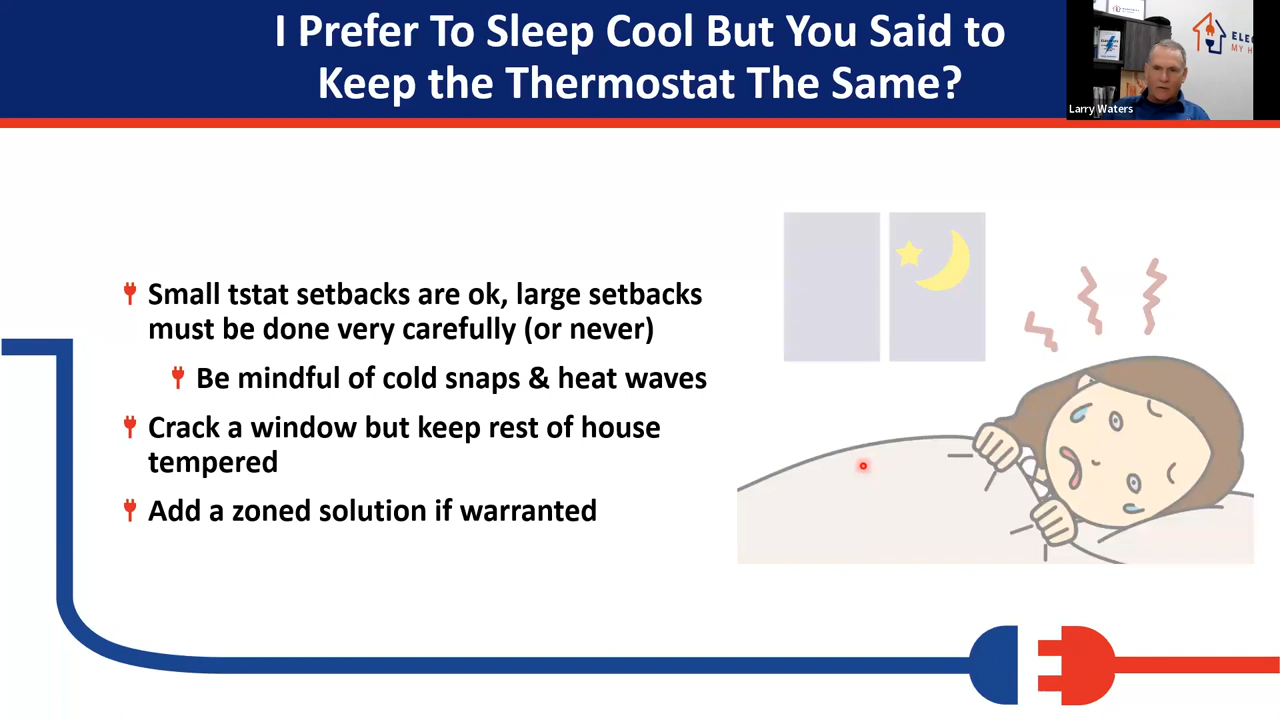 I Prefer To Sleep Cool But You Said to
Keep the Thermostat The Same?
Larry Waters
Small tstat setbacks are ok, large setbacks
must be done very carefully (or never)
Be mindful of cold snaps & heat waves
Crack a window but keep rest of house
tempered
Add a zoned solution if warranted